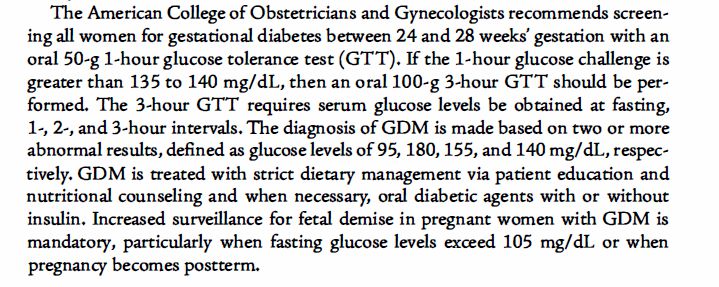 The American College of Obstetricians and Gynecologists recommends screen-
ing all women for gestational diabetes between 24 and 28 weeks' gestation with an
oral 50-g 1-hour glucose tolerance test (GTT). If the 1-hour glucose challenge is
greater than 135 to 140 mg/dL, then an oral 100-g 3-hour GTT should be per-
formed. The 3-hour GTT requires serum glucose levels be obtained at fasting,
1-, 2-, and 3-hour intervals. The diagnosis of GDM is made based on two or more
abnormal results, defined as glucose levels of 95, 180, 155, and 140 mg/dL, respec-
tively. GDM is treated with strict dietary management via patient education and
nutritional counseling and when necessary, oral diabetic agents with or without
insulin. Increased surveillance for fetal demise in pregnant women with GDM is
mandatory, particularly when fasting glucose levels exceed 105 mg/dL or when
pregnancy becomes postterm.